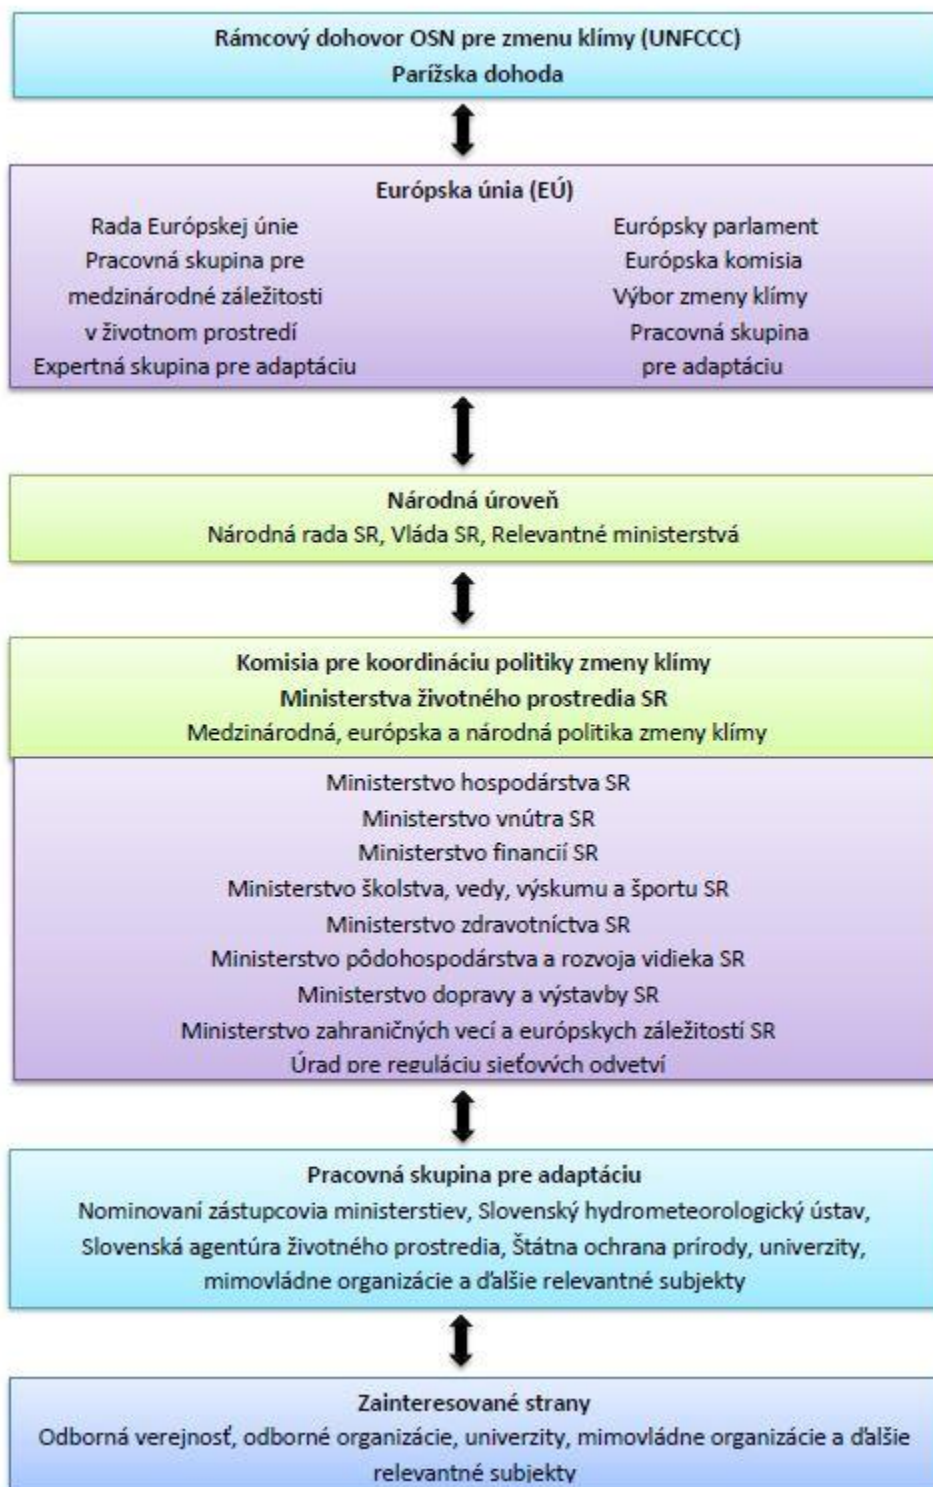 Rámcový dohovor OSN pre zmenu klímy (UNFCCC)
Parížska dohoda
Európska únia (EÚ)
Rada Európskej únie
Pracovná skupina pre
medzinárodné záležitosti
v životnom prostredí
Expertná skupina pre adaptáciu
Európsky parlament
Európska komisia
Výbor zmeny klímy
Pracovná skupina
pre adaptáciu
Národná úroveň
Národná rada SR, Vláda SR, Relevantné ministerstvá
Komisia pre koordináciu politiky zmeny klímy
Ministerstva životného prostredia SR
Medzinárodná, európska a národná politika zmeny klímy
Ministerstvo hospodárstva SR
Ministerstvo vnútra SR
Ministerstvo financií SR
Ministerstvo školstva, vedy, výskumu a športu SR
Ministerstvo zdravotníctva SR
Ministerstvo pôdohospodárstva a rozvoja vidieka SR
Ministerstvo dopravy a výstavby SR
Ministerstvo zahraničných vecí a európskych záležitostí SR
Úrad pre reguláciu sieťových odvetví
Pracovná skupina pre adaptáciu
Nominovaní zástupcovia ministerstiev, Slovenský hydrometeorologický ústav,
Slovenská agentúra životného prostredia, Štátna ochrana prírody, univerzity,
mimovládne organizácie a ďalšie relevantné subjekty
Zainteresované strany
Odborná verejnosť, odborné organizácie, univerzity, mimovládne organizácie a ďalšie
relevantné subjekty